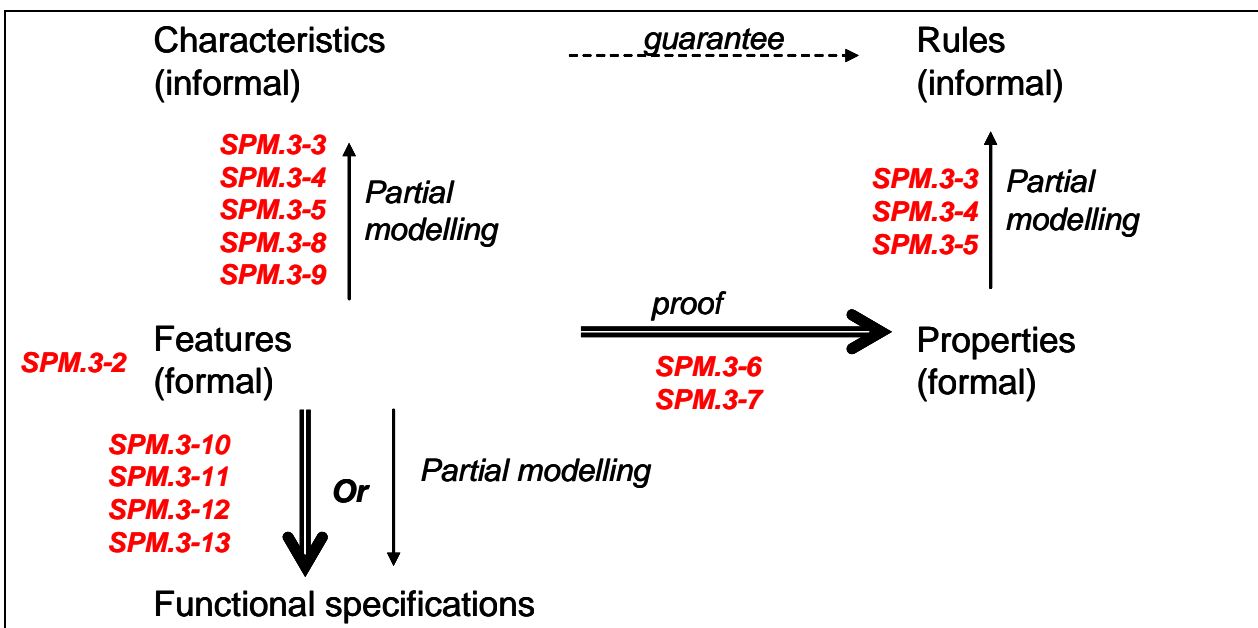 Characteristics
(informal)
guarantee
Rules
(informal)
SPM.3-3
SPM.3-4
SPM.3-5
SPM.3-8
SPM.3-9
Partial
modelling
SPM.3-3
SPM.3-4
SPM.3-5
Partial
modelling
SPM.3-2
Features
(formal)
proof
SPM.3-6
SPM.3-7
Properties
(formal)
SPM.3-10
SPM.3-11
SPM.3-12
SPM.3-13
Or
Partial modelling
Functional specifications